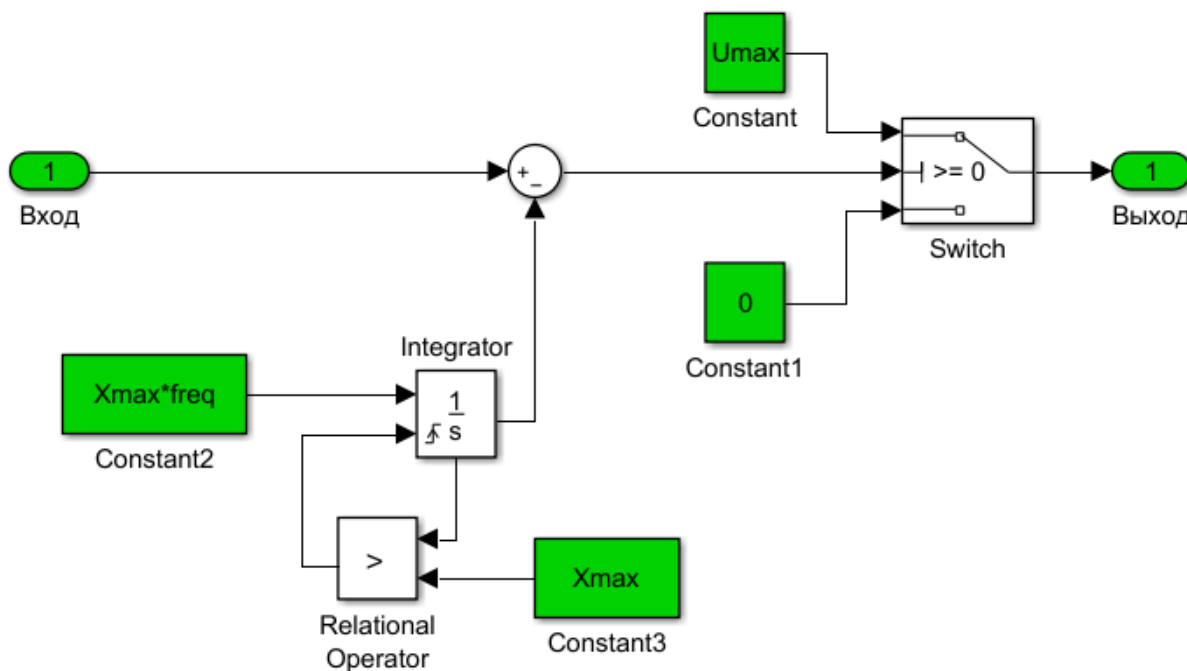 Umax
Constant
1
Вход
+
−
>= 0
1
Выход
Switch
0
Constant1
Integrator
Xmax*freq
1
s
Constant2
>
Xmax
Relational
Operator
Constant3